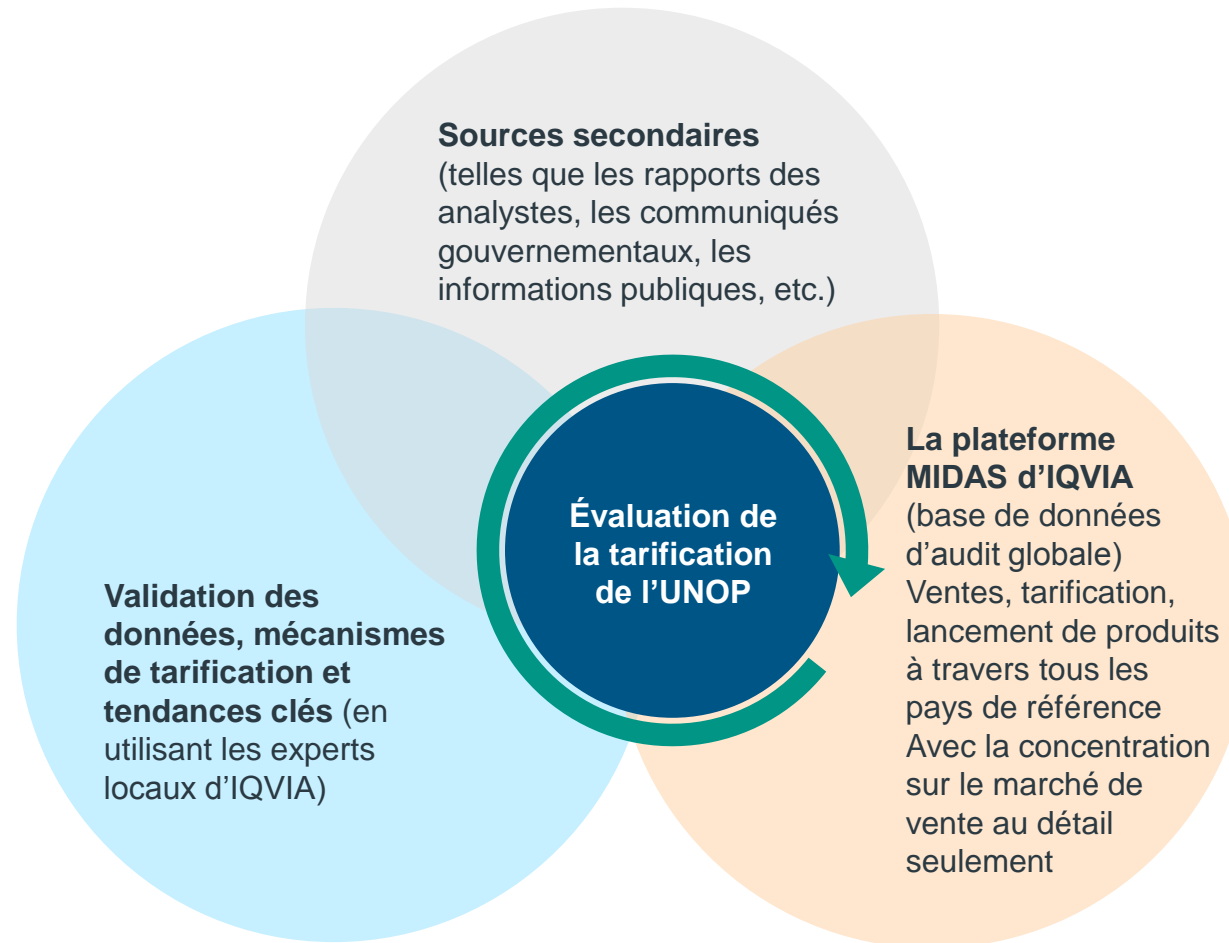 Sources secondaires
(telles que les rapports des
analystes, les communiqués
gouvernementaux, les
informations publiques, etc.)
Évaluation de
la tarification
de l’UNOP
Validation des
données, mécanismes
de tarification et
tendances clés (en
utilisant les experts
locaux d’IQVIA)
La plateforme
MIDAS d’IQVIA
(base de données
d’audit globale)
Ventes, tarification,
lancement de produits
à travers tous les
pays de référence
Avec la concentration
sur le marché de
vente au détail
seulement